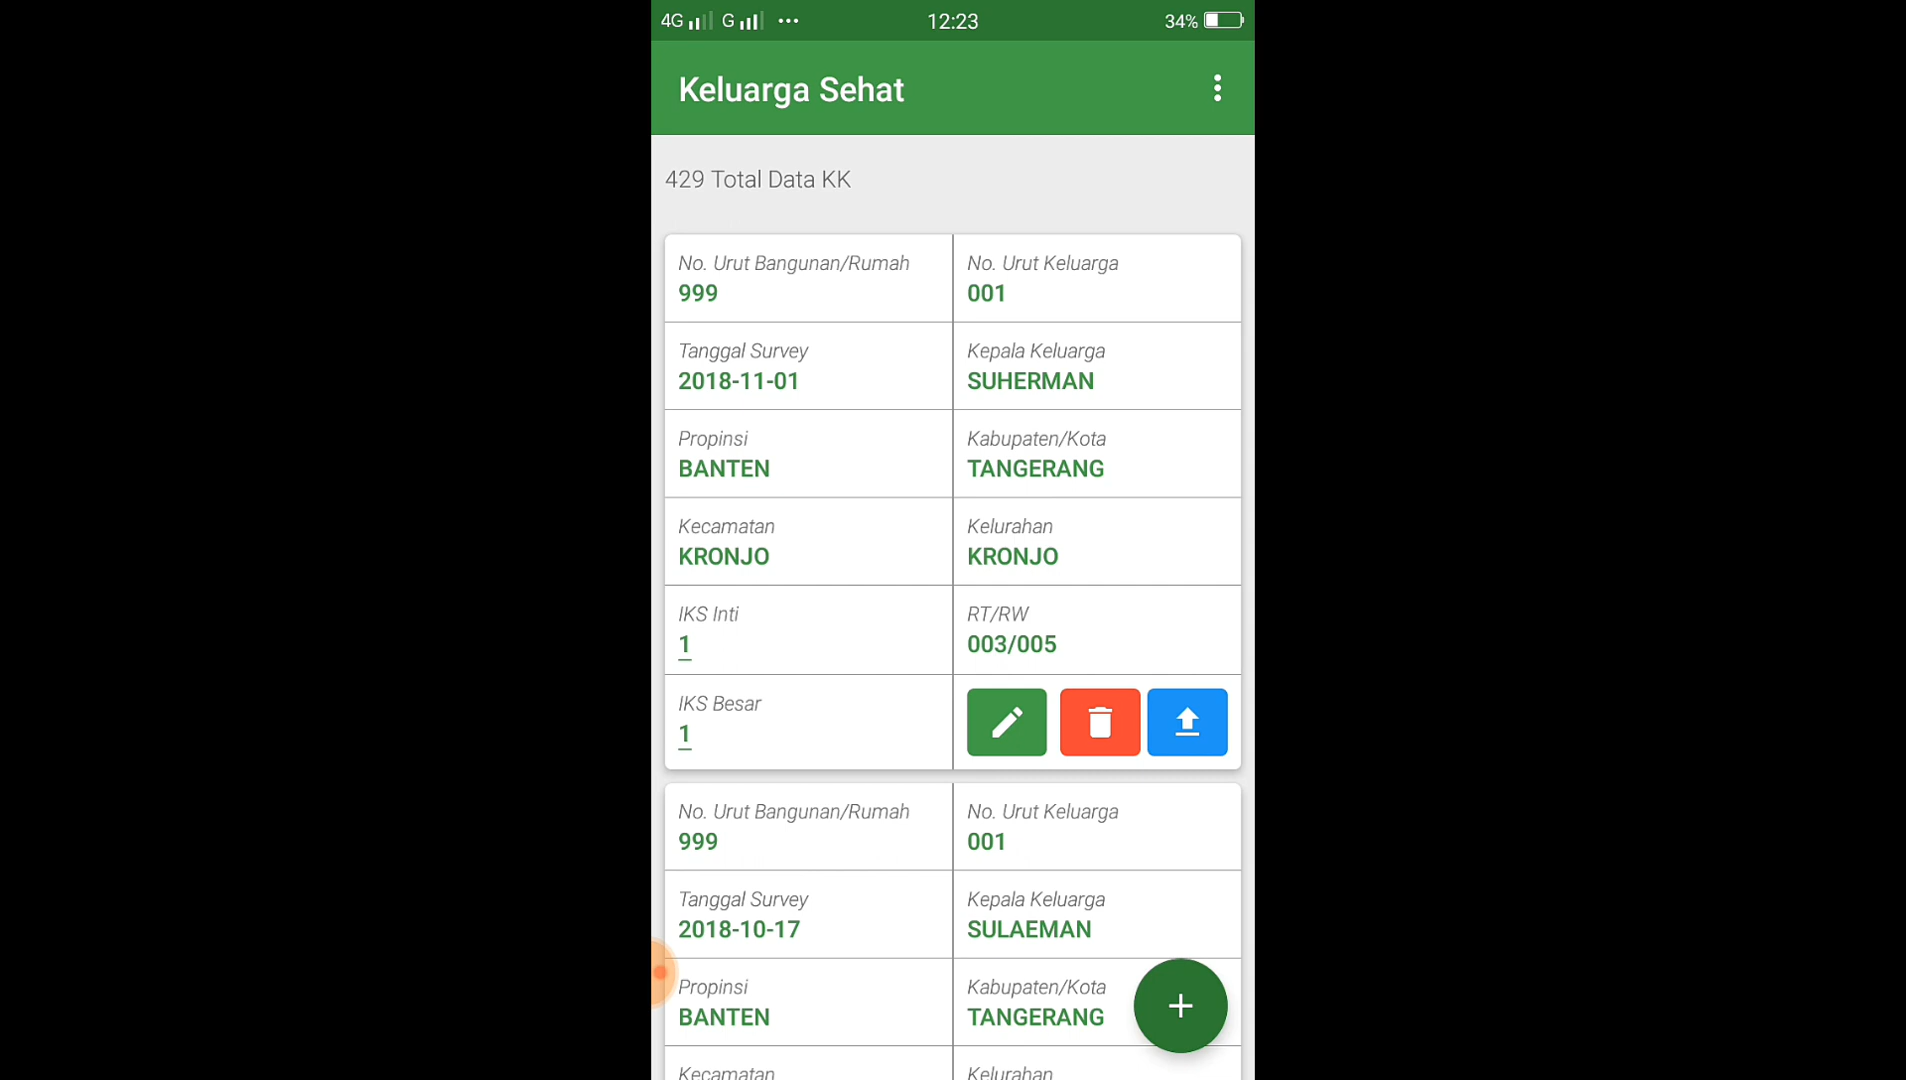 4G G ••• 12:23 34%
Keluarga Sehat
429 Total Data KK
No. Urut Bangunan/Rumah No. Urut Keluarga
999 001
Tanggal Survey Kepala Keluarga
2018-11-01 SUHERMAN
Propinsi Kabupaten/Kota
BANTEN TANGERANG
Kecamatan Kelurahan
KRONJO KRONJO
IKS Inti RT/RW
1 003/005
IKS Besar
1
No. Urut Bangunan/Rumah No. Urut Keluarga
999 001
Tanggal Survey Kepala Keluarga
2018-10-17 SULAEMAN
Propinsi Kabupaten/Kota
BANTEN TANGERANG
Kecamatan Kelurahan